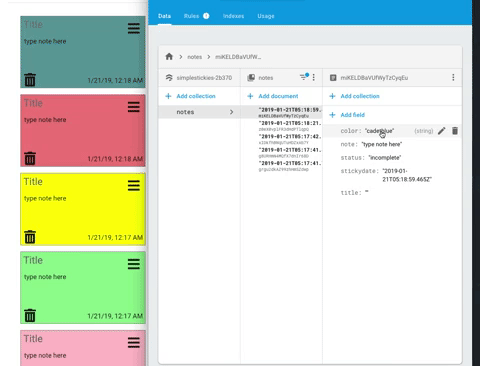 Title
type note here
1/21/19, 12:18 AM
Title
type note here
1/21/19, 12:18 AM
Title
type note here
1/21/19, 12:17 AM
Title
type note here
1/21/19, 12:17 AM
Title
type note here
Data
Rules
Indexes
Usage
notes
miKELDBaVUfW...
simplestickies-2b370
Add collection
notes
notes
Add document
"2019-01-21T05:18:59.
miKELDBaVUfWyTzCyqEu
"2019-01-21T05:18:21.
"2019-01-21T05:17:42.
"2019-01-21T05:17:41.
"2019-01-21T05:17:41.
miKELDBaVUfWyTzCyqEu
Add collection
Add field
color: "cadetblue"
(string)
note: "type note here"
status: "incomplete"
stickydate: "2019-01-
21T05:18:59.465Z"
title: ""